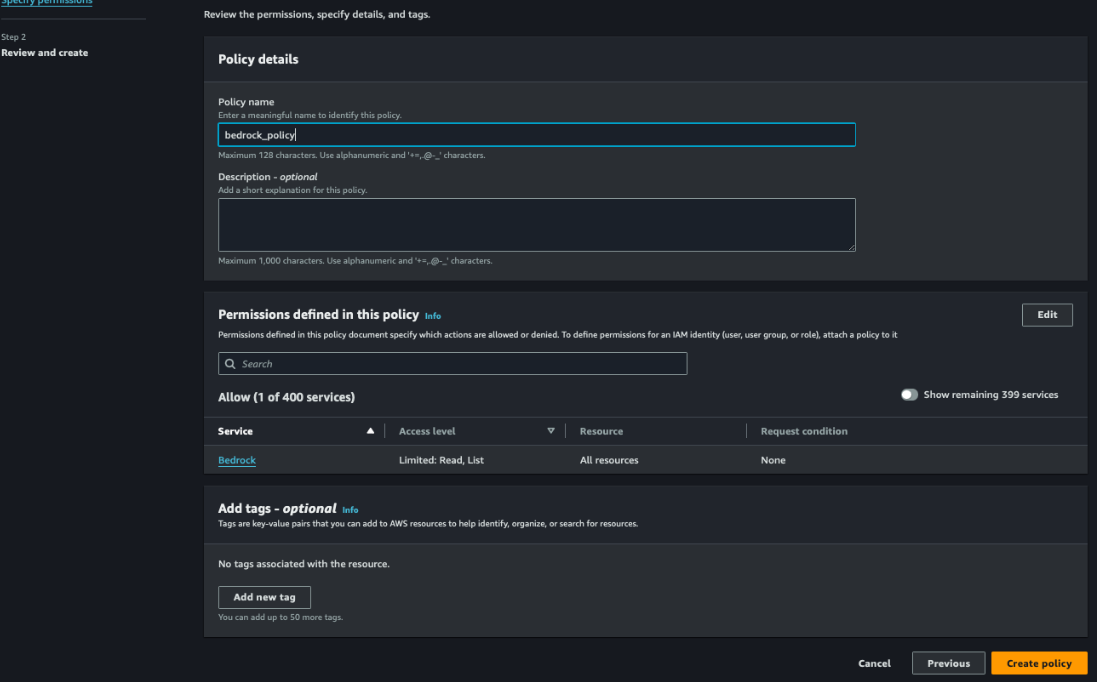 Specify permissions
Step 2
Review and create
Review the permissions, specify details, and tags.
Policy details
Policy name
Enter a meaningful name to identify this policy.
bedrock_policy
Maximum 128 characters. Use alphanumeric and '+=,.@-_' characters.
Description - optional
Add a short explanation for this policy.
Maximum 1,000 characters. Use alphanumeric and '+=,.@-_' characters.
Permissions defined in this policy Info
Edit
Permissions defined in this policy document specify which actions are allowed or denied. To define permissions for an IAM identity (user, user group, or role), attach a policy to it
Search
Allow (1 of 400 services)
Show remaining 399 services
Service Access level Resource Request condition
Bedrock Limited: Read, List All resources None
Add tags - optional Info
Tags are key-value pairs that you can add to AWS resources to help identify, organize, or search for resources.
No tags associated with the resource.
Add new tag
You can add up to 50 more tags.
Cancel Previous Create policy